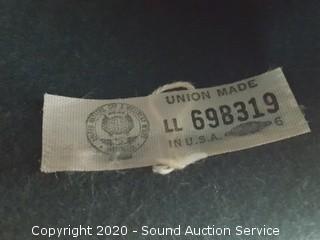 UNION MADE
LL 698319
IN U.S.A. 6
Copyright 2020 - Sound Auction Service